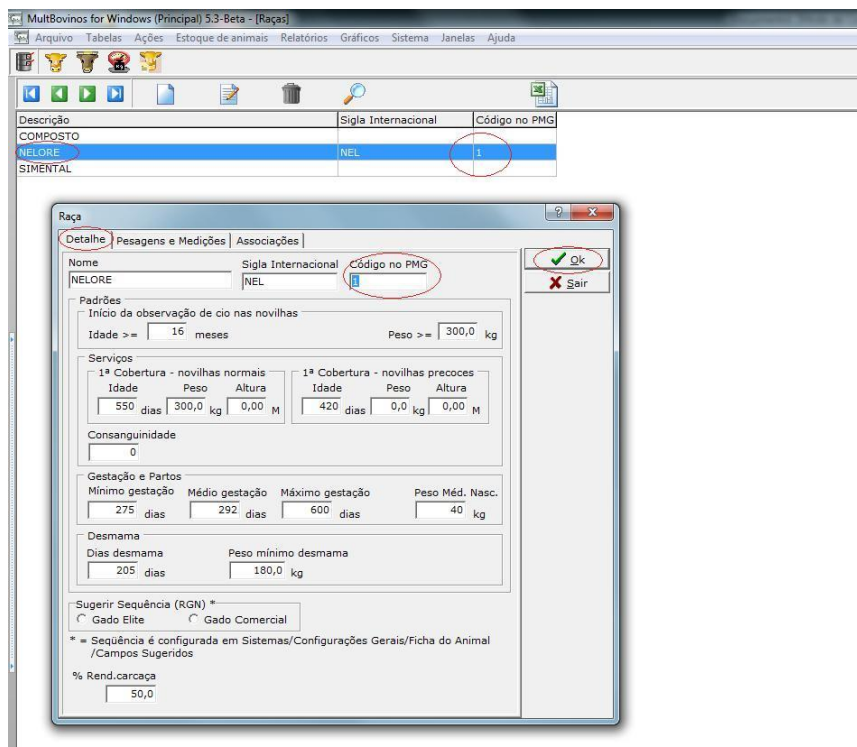 MultBovinos for Windows (Principal) 5.3-Beta - [Raças]
Arquivo Tabelas Ações Estoque de animais Relatórios Gráficos Sistema Janelas Ajuda
Descrição Sigla Internacional Código no PMG
COMPOSTO
NELORE NEL 1
SIMENTAL
Raça
Detalhe Pesagens e Medições Associações
Nome Sigla Internacional Código no PMG
NELORE NEL 1
Ok
Sair
Padrões
Início da observação de cio nas novilhas
Idade >= 16 meses Peso >= 300,0 kg
Serviços
1ª Cobertura - novilhas normais 1ª Cobertura - novilhas precoces
Idade Peso Altura Idade Peso Altura
550 dias 300,0 kg 0,00 M 420 dias 0,0 kg 0,00 M
Consanguinidade
0
Gestação e Partos
Mínimo gestação Médio gestação Máximo gestação Peso Méd. Nasc.
275 dias 292 dias 600 dias 40 kg
Desmama
Dias desmama Peso mínimo desmama
205 dias 180,0 kg
Sugerir Sequência (RGN) *
Gado Elite Gado Comercial
* = Seqüência é configurada em Sistemas/Configurações Gerais/Ficha do Animal
/Campos Sugeridos
% Rend.carcaça
50,0